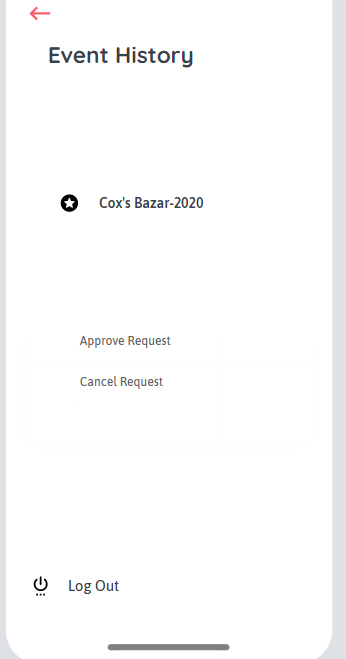 Event History
Cox's Bazar-2020
Approve Request
Cancel Request
Log Out